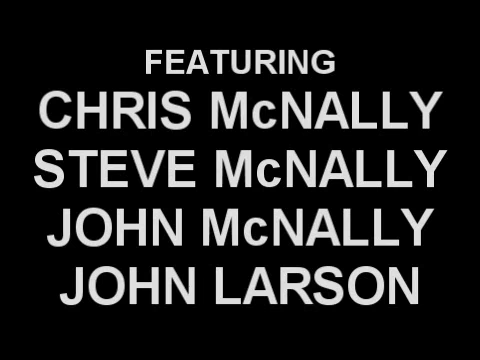 FEATURING
CHRIS McNALLY
STEVE McNALLY
JOHN McNALLY
JOHN LARSON